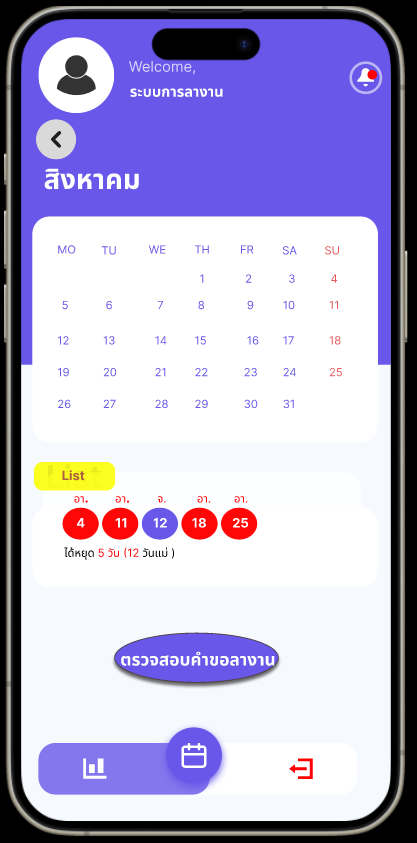 Welcome,
ระบบการลางาน
สิงหาคม
MO TU WE TH FR SA SU
1 2 3 4
5 6 7 8 9 10 11
12 13 14 15 16 17 18
19 20 21 22 23 24 25
26 27 28 29 30 31
List
อา. อา. จ. อา. อา.
4 11 12 18 25
ได้หยุด 5 วัน (12 วันแม่ )
ตรวจสอบคำขอลางาน